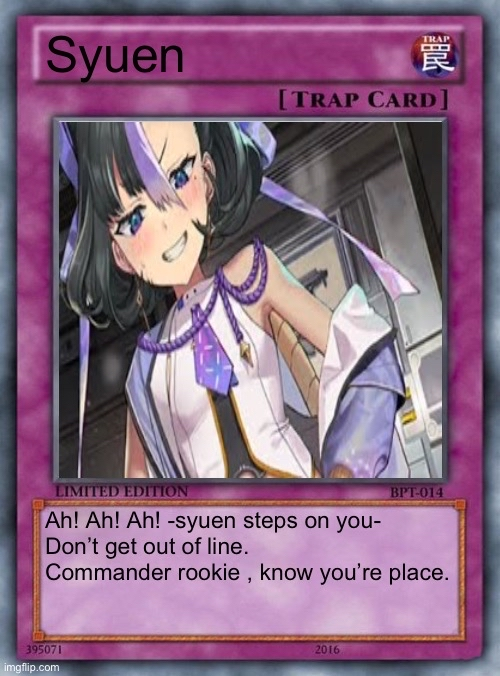 Syuen
TRAP
罠
[TRAP CARD]
LIMITED EDITION
BPT-014
Ah! Ah! Ah! -syuen steps on you-
Don’t get out of line.
Commander rookie , know you’re place.
395071
2016
imgflip.com